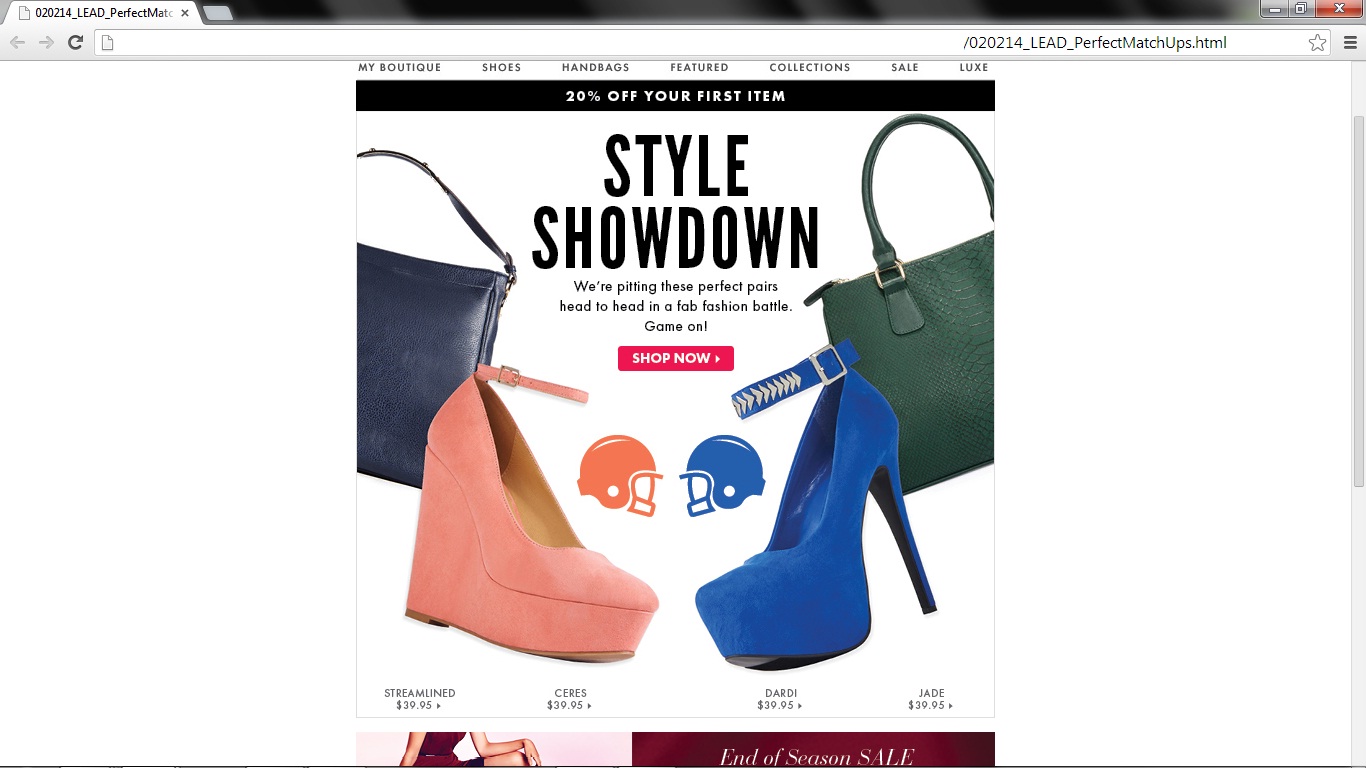 020214_LEAD_PerfectMatc
/020214_LEAD_PerfectMatchUps.html
MY BOUTIQUE SHOES HANDBAGS FEATURED COLLECTIONS SALE LUXE
20% OFF YOUR FIRST ITEM
STYLE
SHOWDOWN
We're pitting these perfect pairs
head to head in a fab fashion battle.
Game on!
SHOP NOW
STREAMLINED CERES DARDI JADE
$39.95 $39.95 $39.95 $39.95
End of Season SALE